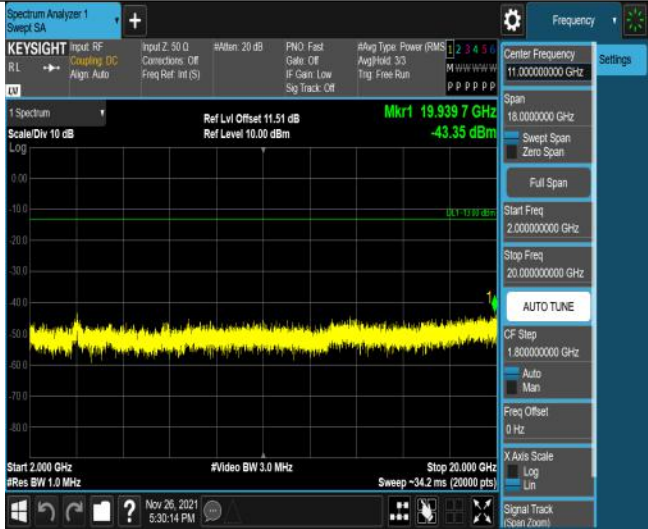 Spectrum Analyzer 1
Swept SA
+
Frequency
KEYSIGHT
RL
LV
Input: RF
Coupling: DC
Align: Auto
Input Z: 50 Ω
Corrections: Off
Freq Ref: Int (S)
#Atten: 20 dB
PNO: Fast
Gate: Off
IF Gain: Low
Sig Track: Off
#Avg Type: Power (RMS
Avg|Hold: 3/3
Trig: Free Run
1 2 3 4 5 6
M W W W W W
P P P P P P
1 Spectrum
Scale/Div 10 dB
Ref Lvl Offset 11.51 dB
Ref Level 10.00 dBm
Mkr1 19.939 7 GHz
-43.35 dBm
Log
0.00
-10.0
DL1 -13.00 dBm
-20.0
-30.0
-40.0
1
-50.0
-60.0
-70.0
-80.0
Start 2.000 GHz
#Res BW 1.0 MHz
#Video BW 3.0 MHz
Stop 20.000 GHz
Sweep ~34.2 ms (20000 pts)
Nov 26, 2021
5:30:14 PM
?
Center Frequency
11.000000000 GHz
Settings
Span
18.0000000 GHz
Swept Span
Zero Span
Full Span
Start Freq
2.000000000 GHz
Stop Freq
20.000000000 GHz
AUTO TUNE
CF Step
1.800000000 GHz
Auto
Man
Freq Offset
0 Hz
X Axis Scale
Log
Lin
Signal Track
(Span Zoom)